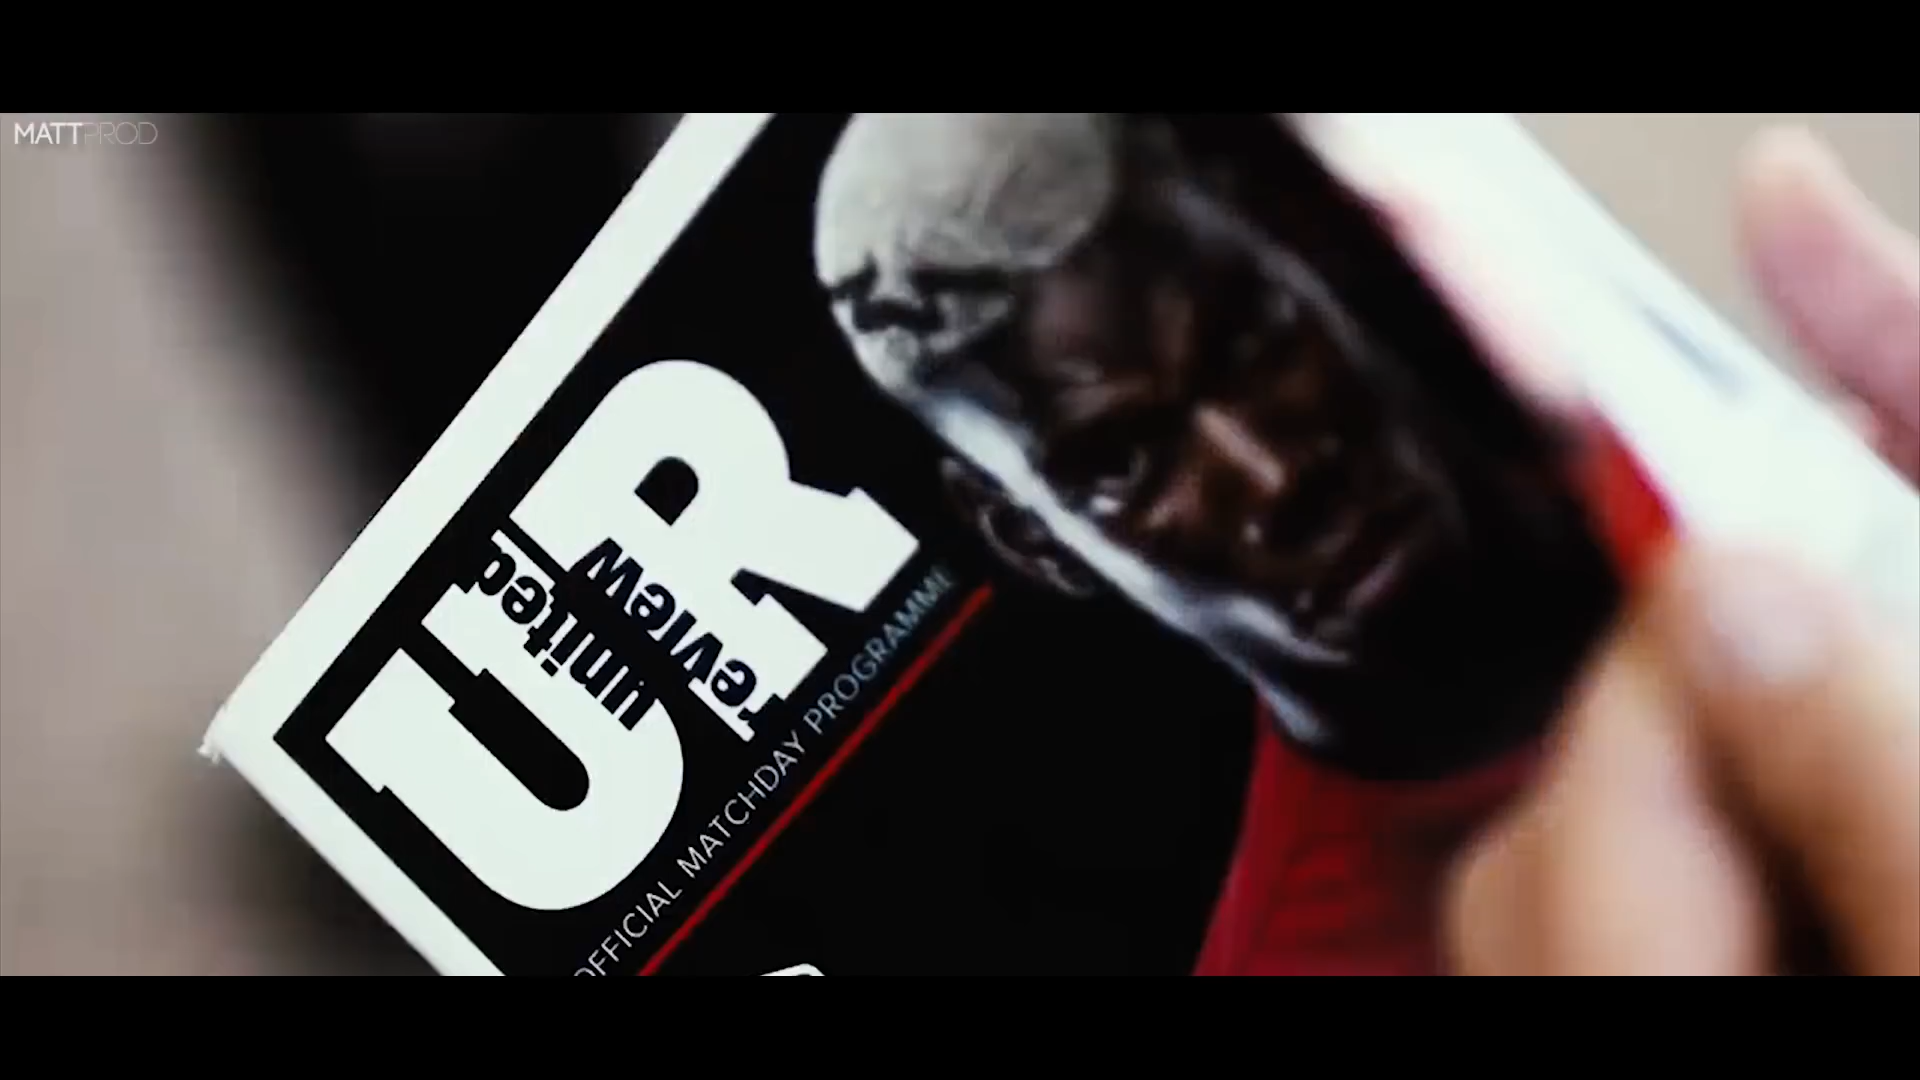 MATTPROD
UR
united
review
OFFICIAL MATCHDAY PROGRAMME